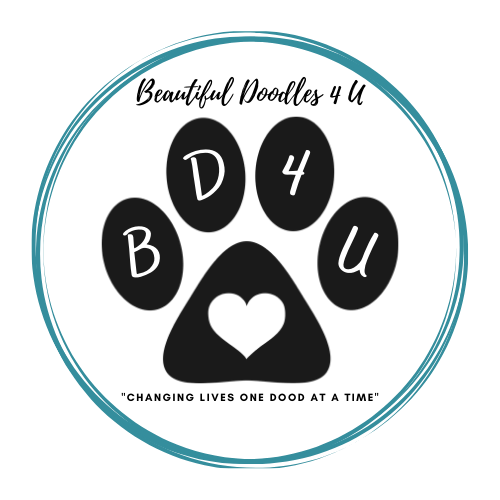 Beautiful Doodles 4 U
B D 4 U
"CHANGING LIVES ONE DOOD AT A TIME"